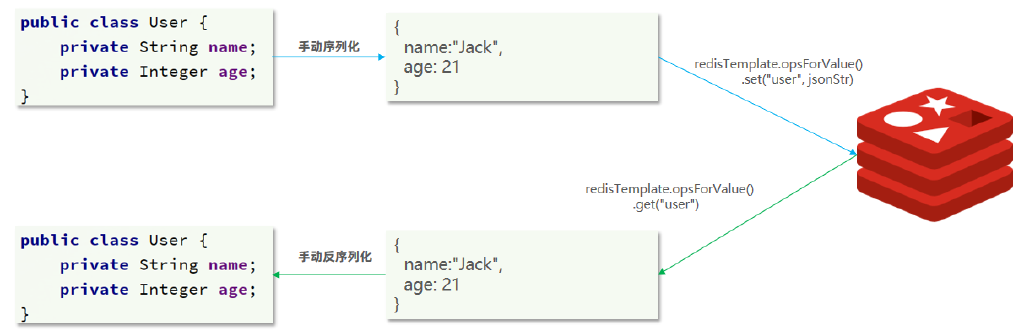 public class User {
    private String name;
    private Integer age;
}
手动序列化
{
  name:"Jack",
  age: 21
}
redisTemplate.opsForValue()
.set("user", jsonStr)
redisTemplate.opsForValue()
.get("user")
public class User {
    private String name;
    private Integer age;
}
手动反序列化
{
  name:"Jack",
  age: 21
}